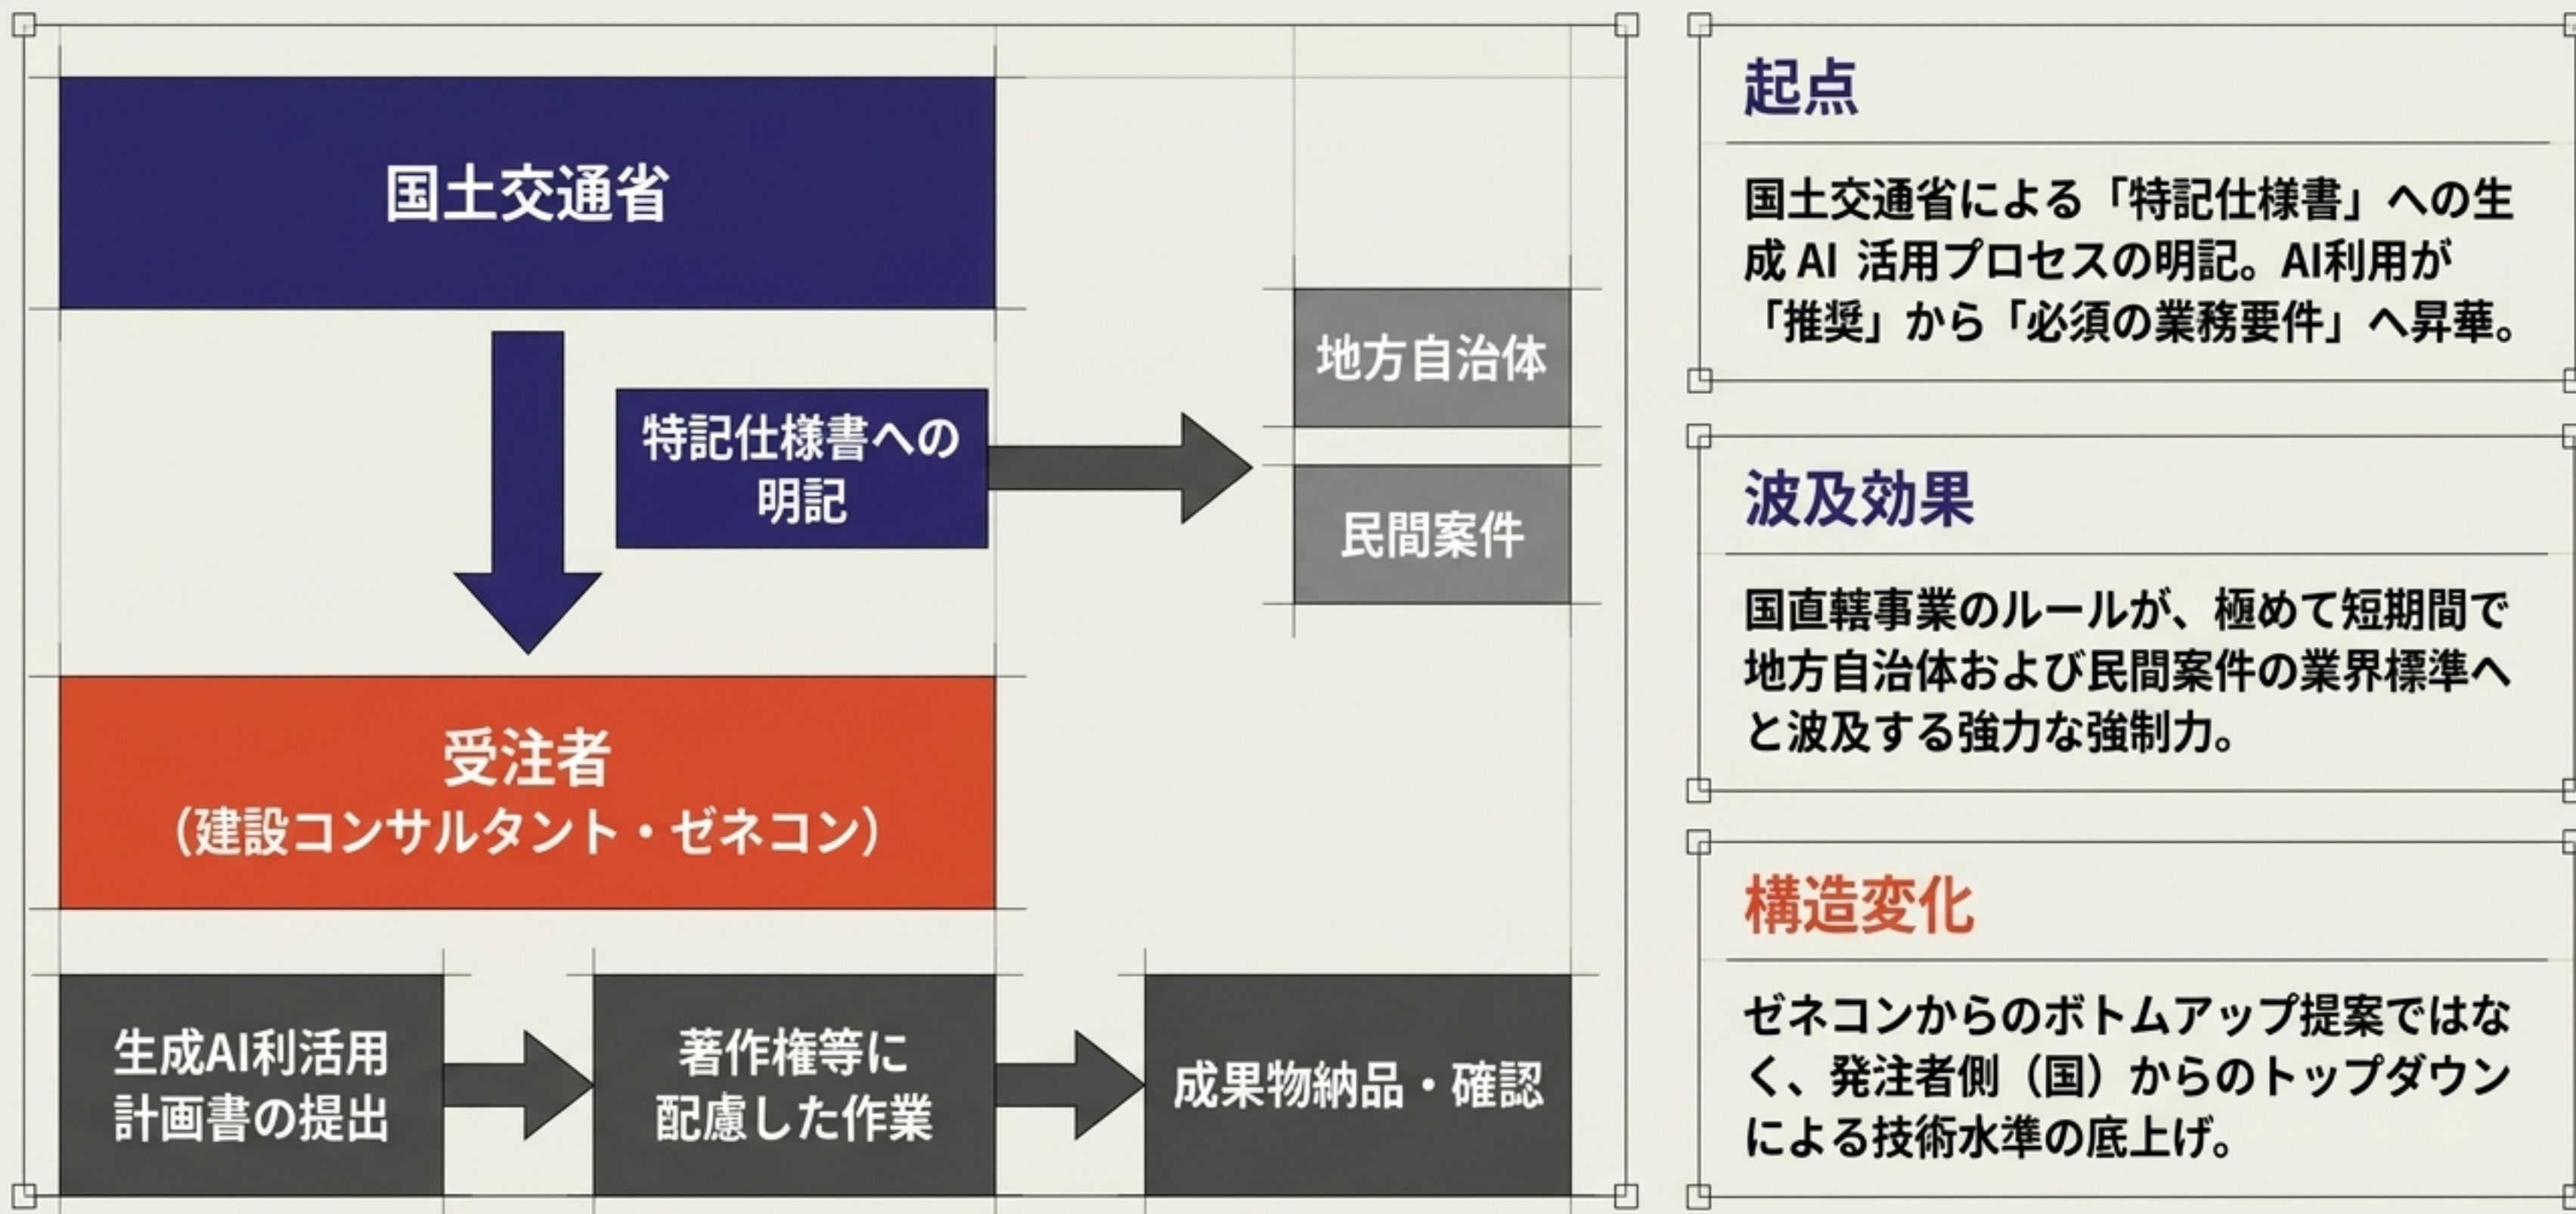 国土交通省
特記仕様書への
明記
地方自治体
民間案件
受注者
（建設コンサルタント・ゼネコン）
生成AI利活用
計画書の提出
著作権等に
配慮した作業
成果物納品・確認
起点
国土交通省による「特記仕様書」への生
成 AI 活用プロセスの明記。AI利用が
「推奨」から「必須の業務要件」へ昇華。
波及効果
国直轄事業のルールが、極めて短期間で
地方自治体および民間案件の業界標準へ
と波及する強力な強制力。
構造変化
ゼネコンからのボトムアップ提案ではな
く、発注者側（国）からのトップダウン
による技術水準の底上げ。